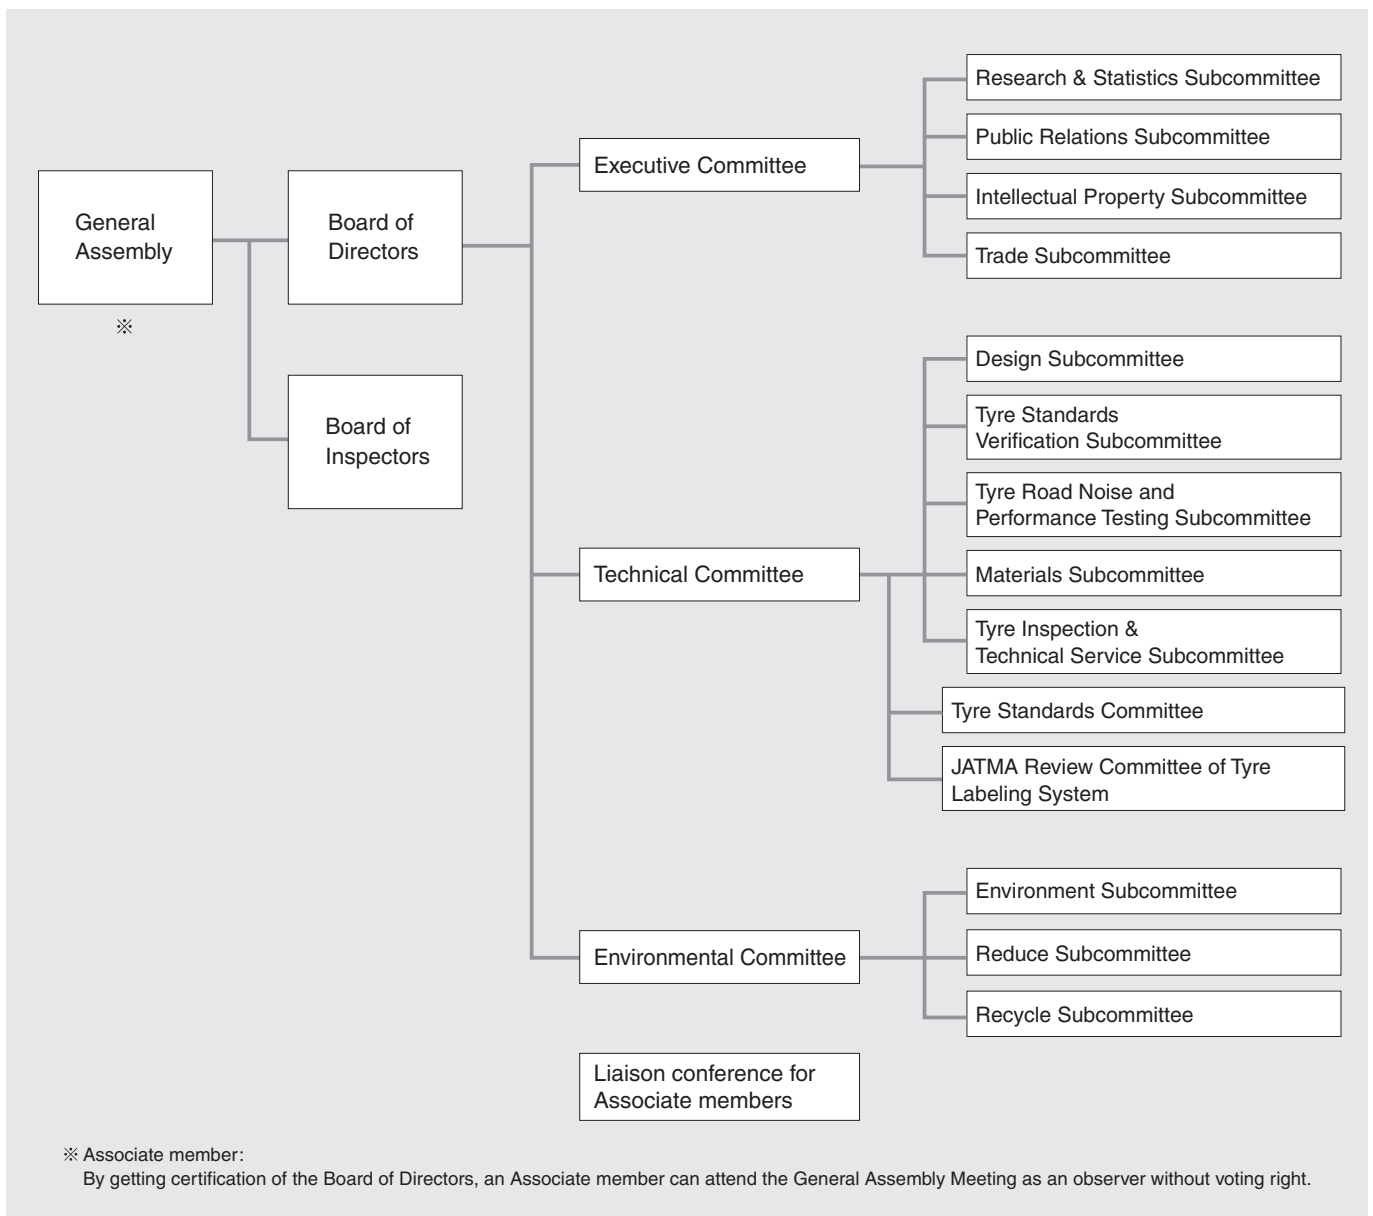 General
Assembly
※
Board of
Directors
Board of
Inspectors
Executive Committee
Research & Statistics Subcommittee
Public Relations Subcommittee
Intellectual Property Subcommittee
Trade Subcommittee
Technical Committee
Design Subcommittee
Tyre Standards
Verification Subcommittee
Tyre Road Noise and
Performance Testing Subcommittee
Materials Subcommittee
Tyre Inspection &
Technical Service Subcommittee
Tyre Standards Committee
JATMA Review Committee of Tyre
Labeling System
Environmental Committee
Environment Subcommittee
Reduce Subcommittee
Recycle Subcommittee
Liaison conference for
Associate members
※ Associate member:
By getting certification of the Board of Directors, an Associate member can attend the General Assembly Meeting as an observer without voting right.